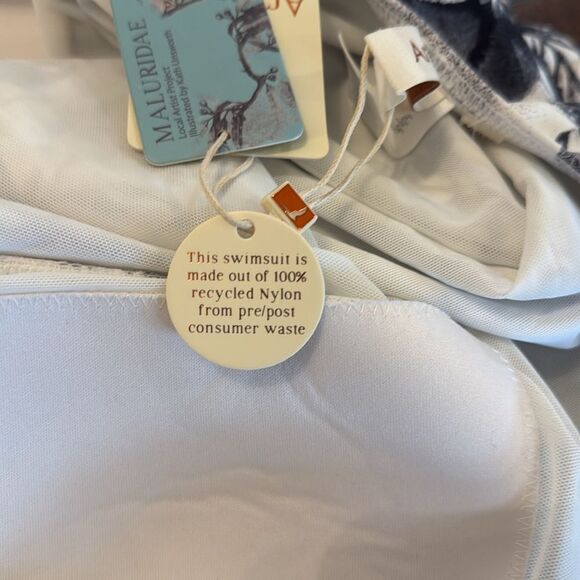 MALURIDAE
Local Artist Project
Illustrated by Kath Unsworth
A
This swimsuit is
made out of 100%
recycled Nylon
from pre/post
consumer waste